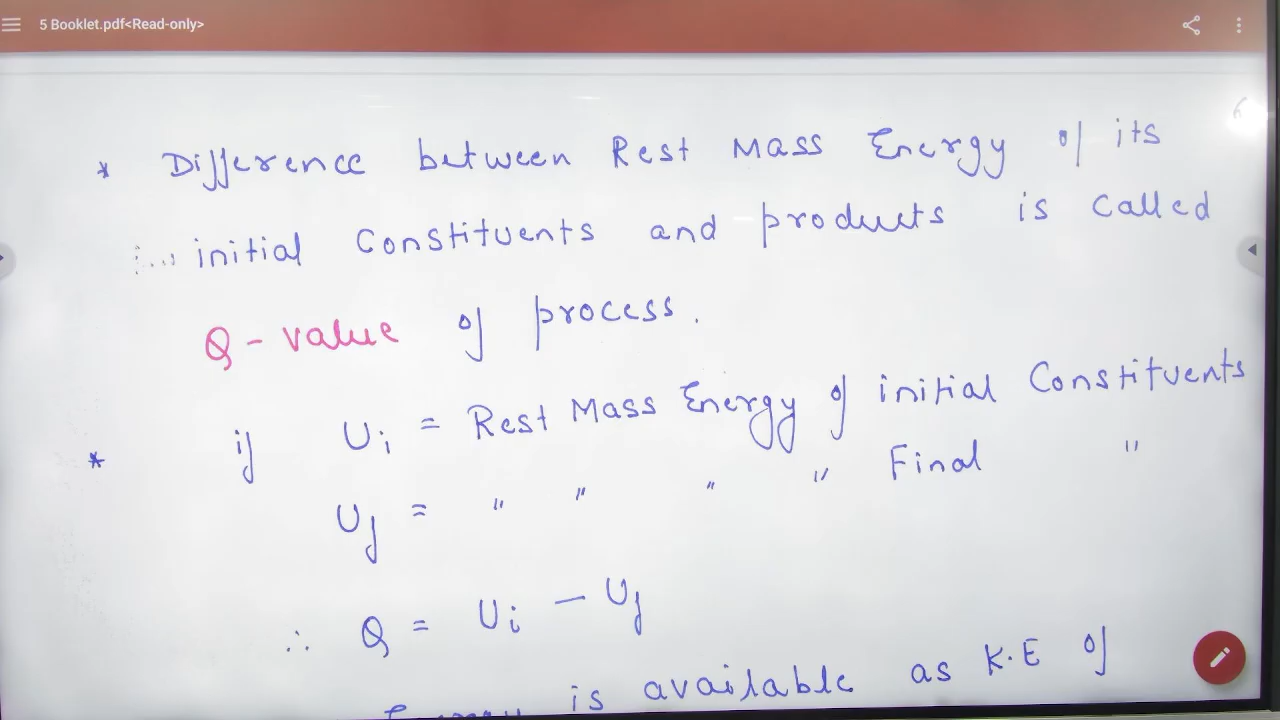 5 Booklet.pdf<Read-only>
* Difference between Rest Mass Energy of its
initial Constituents and products is called
Q - value of process.
* if Ui = Rest Mass Energy of initial Constituents
Uf = " " " " Final "
∴ Q = Ui - Uf
Energy is available as K.E of